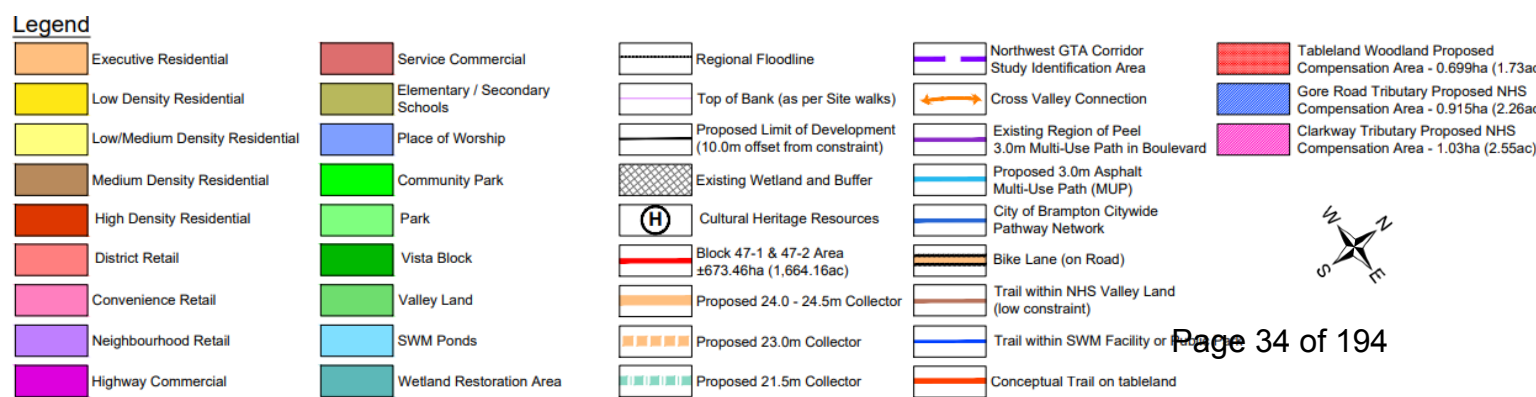 Legend
Executive Residential
Low Density Residential
Low/Medium Density Residential
Medium Density Residential
High Density Residential
District Retail
Convenience Retail
Neighbourhood Retail
Highway Commercial
Service Commercial
Elementary / Secondary
Schools
Place of Worship
Community Park
Park
Vista Block
Valley Land
SWM Ponds
Wetland Restoration Area
Regional Floodline
Top of Bank (as per Site walks)
Proposed Limit of Development
(10.0m offset from constraint)
Existing Wetland and Buffer
H
Cultural Heritage Resources
Block 47-1 & 47-2 Area
±673.46ha (1,664.16ac)
Proposed 24.0 - 24.5m Collector
Proposed 23.0m Collector
Proposed 21.5m Collector
Northwest GTA Corridor
Study Identification Area
Cross Valley Connection
Existing Region of Peel
3.0m Multi-Use Path in Boulevard
Proposed 3.0m Asphalt
Multi-Use Path (MUP)
City of Brampton Citywide
Pathway Network
Bike Lane (on Road)
Trail within NHS Valley Land
(low constraint)
Trail within SWM Facility or Public Park
Conceptual Trail on tableland
Tableland Woodland Proposed
Compensation Area - 0.699ha (1.73ac
Gore Road Tributary Proposed NHS
Compensation Area - 0.915ha (2.26ac
Clarkway Tributary Proposed NHS
Compensation Area - 1.03ha (2.55ac)
W
N
S
E
Page 34 of 194